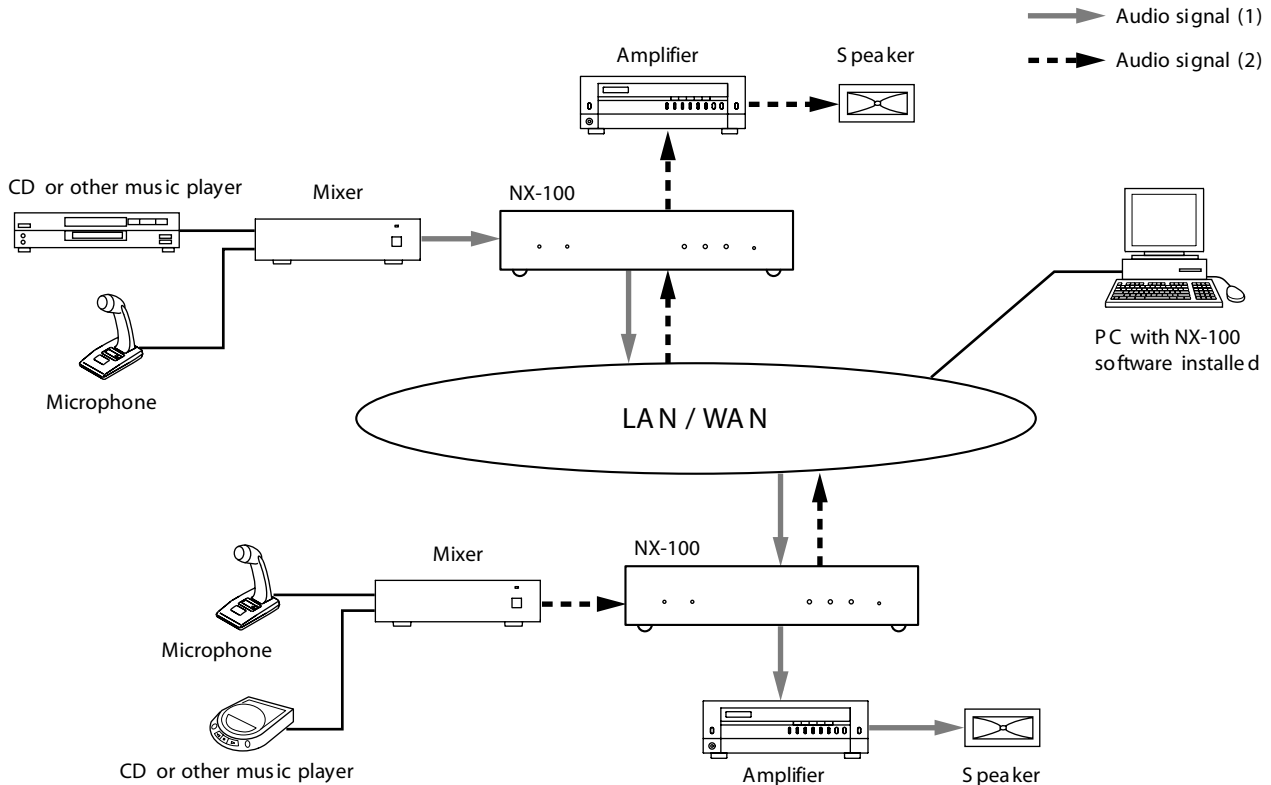 Audio signal (1)
Audio signal (2)
Amplifier
Speaker
CD or other music player
Mixer
NX-100
Microphone
PC with NX-100
software installed
LAN / WAN
Mixer
NX-100
Microphone
CD or other music player
Amplifier
Speaker